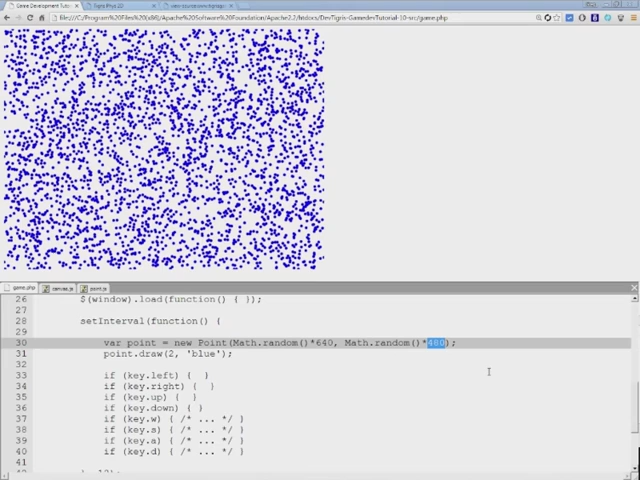 Game Development Tuto
Tigris Phys 2D
file:///C:/Program%20Files%20(x86)/Apache%20Software%20Foundation/Apache2.2/htdocs/DevTigris-Gamedev/Tutorial-10-src/game.php
game.php canvas.js point.js
26 $(window).load(function() { });
27
28 setInterval(function() {
29
30 var point = new Point(Math.random()*640, Math.random()*480);
31 point.draw(2, 'blue');
32
33 if (key.left) { }
34 if (key.right) { }
35 if (key.up) { }
36 if (key.down) { }
37 if (key.w) { /* ... */ }
38 if (key.s) { /* ... */ }
39 if (key.a) { /* ... */ }
40 if (key.d) { /* ... */ }
41